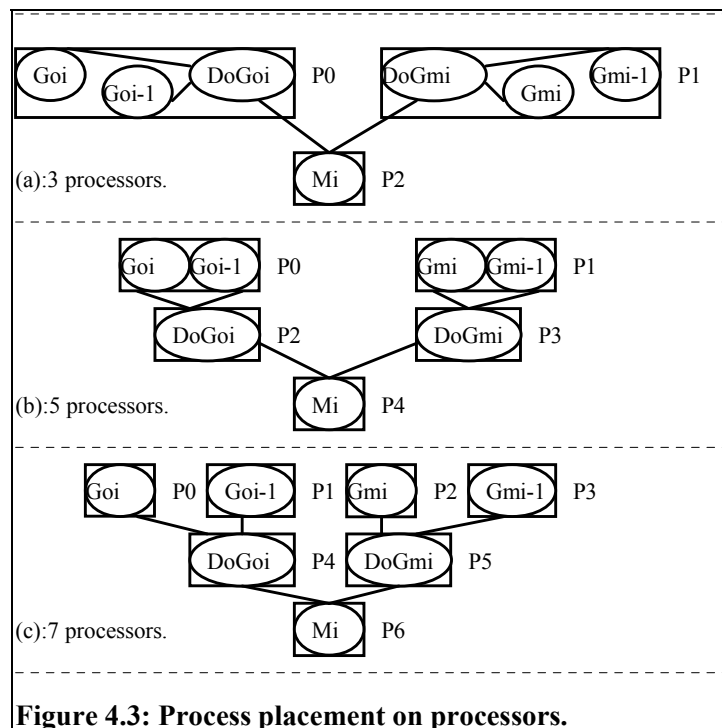 Goi Goi-1 DoGoi P0 DoGmi Gmi Gmi-1 P1
(a):3 processors. Mi P2
Goi Goi-1 P0 Gmi Gmi-1 P1
DoGoi P2 DoGmi P3
(b):5 processors. Mi P4
Goi P0 Goi-1 P1 Gmi P2 Gmi-1 P3
DoGoi P4 DoGmi P5
(c):7 processors. Mi P6
Figure 4.3: Process placement on processors.